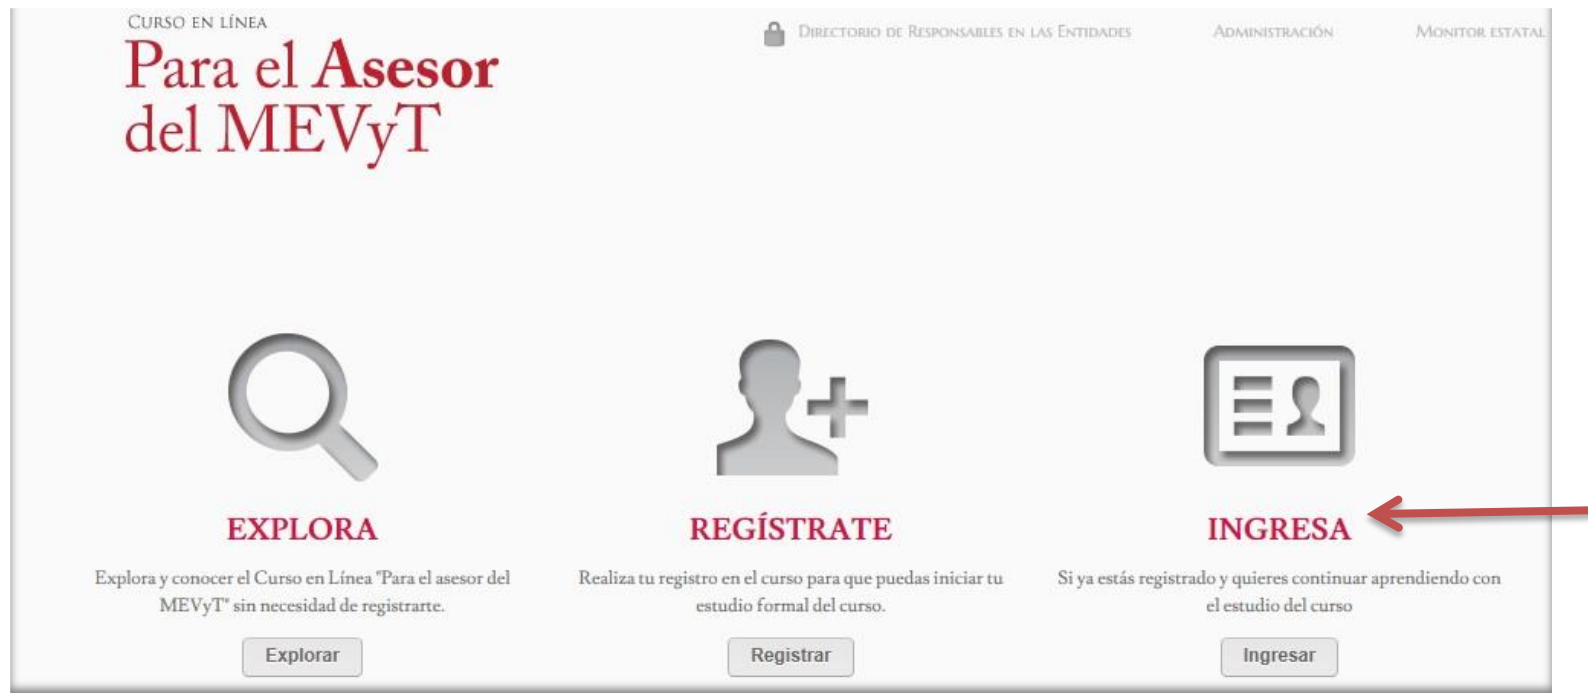 CURSO EN LÍNEA
Para el Asesor
del MEVyT
DIRECTORIO DE RESPONSABLES EN LAS ENTIDADES
ADMINISTRACIÓN
MONITOR ESTATAL
EXPLORA
Explora y conocer el Curso en Línea "Para el asesor del
MEVyT" sin necesidad de registrarte.
Explorar
REGÍSTRATE
Realiza tu registro en el curso para que puedas iniciar tu
estudio formal del curso.
Registrar
INGRESA
Si ya estás registrado y quieres continuar aprendiendo con
el estudio del curso
Ingresar